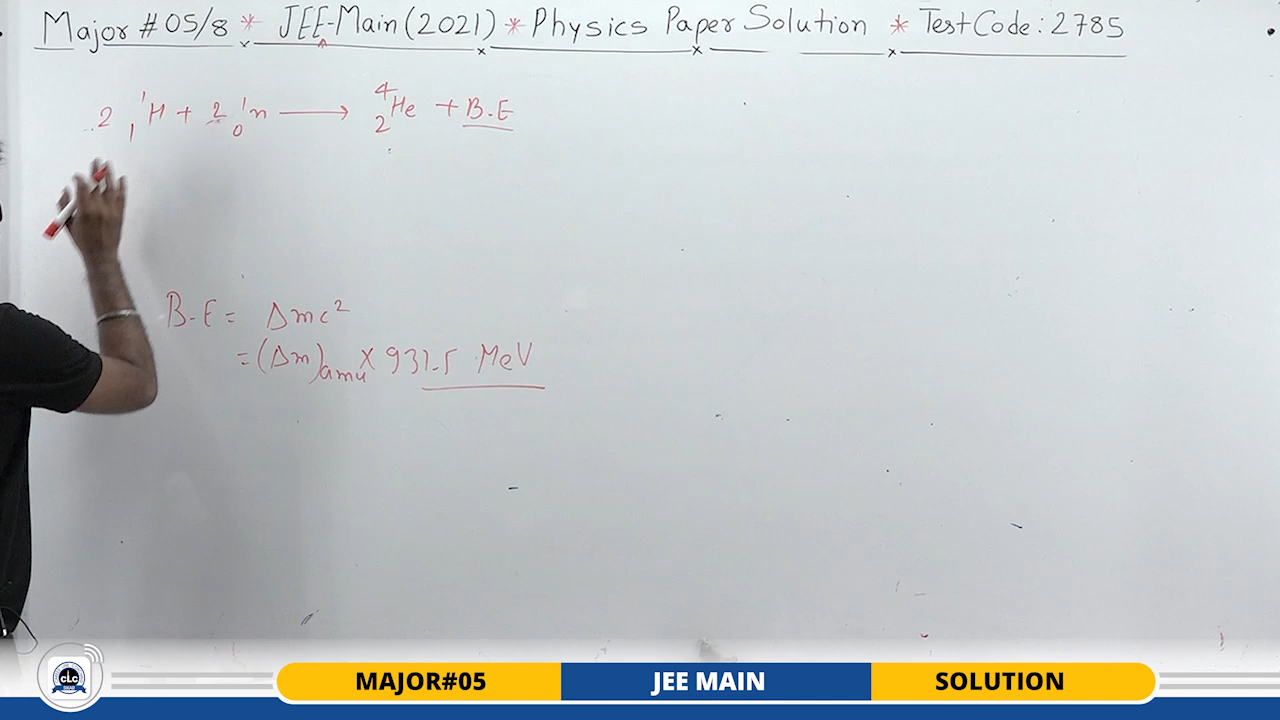 Major # 05/8 * JEE-Main (2021) * Physics Paper Solution * Test Code: 2785
2 ¹₁H + 2 ¹₀n ⟶ ⁴₂He + B.E
B.E = Δmc²
= (Δm)amu × 931.5 MeV
CLC
MAJOR#05 JEE MAIN SOLUTION